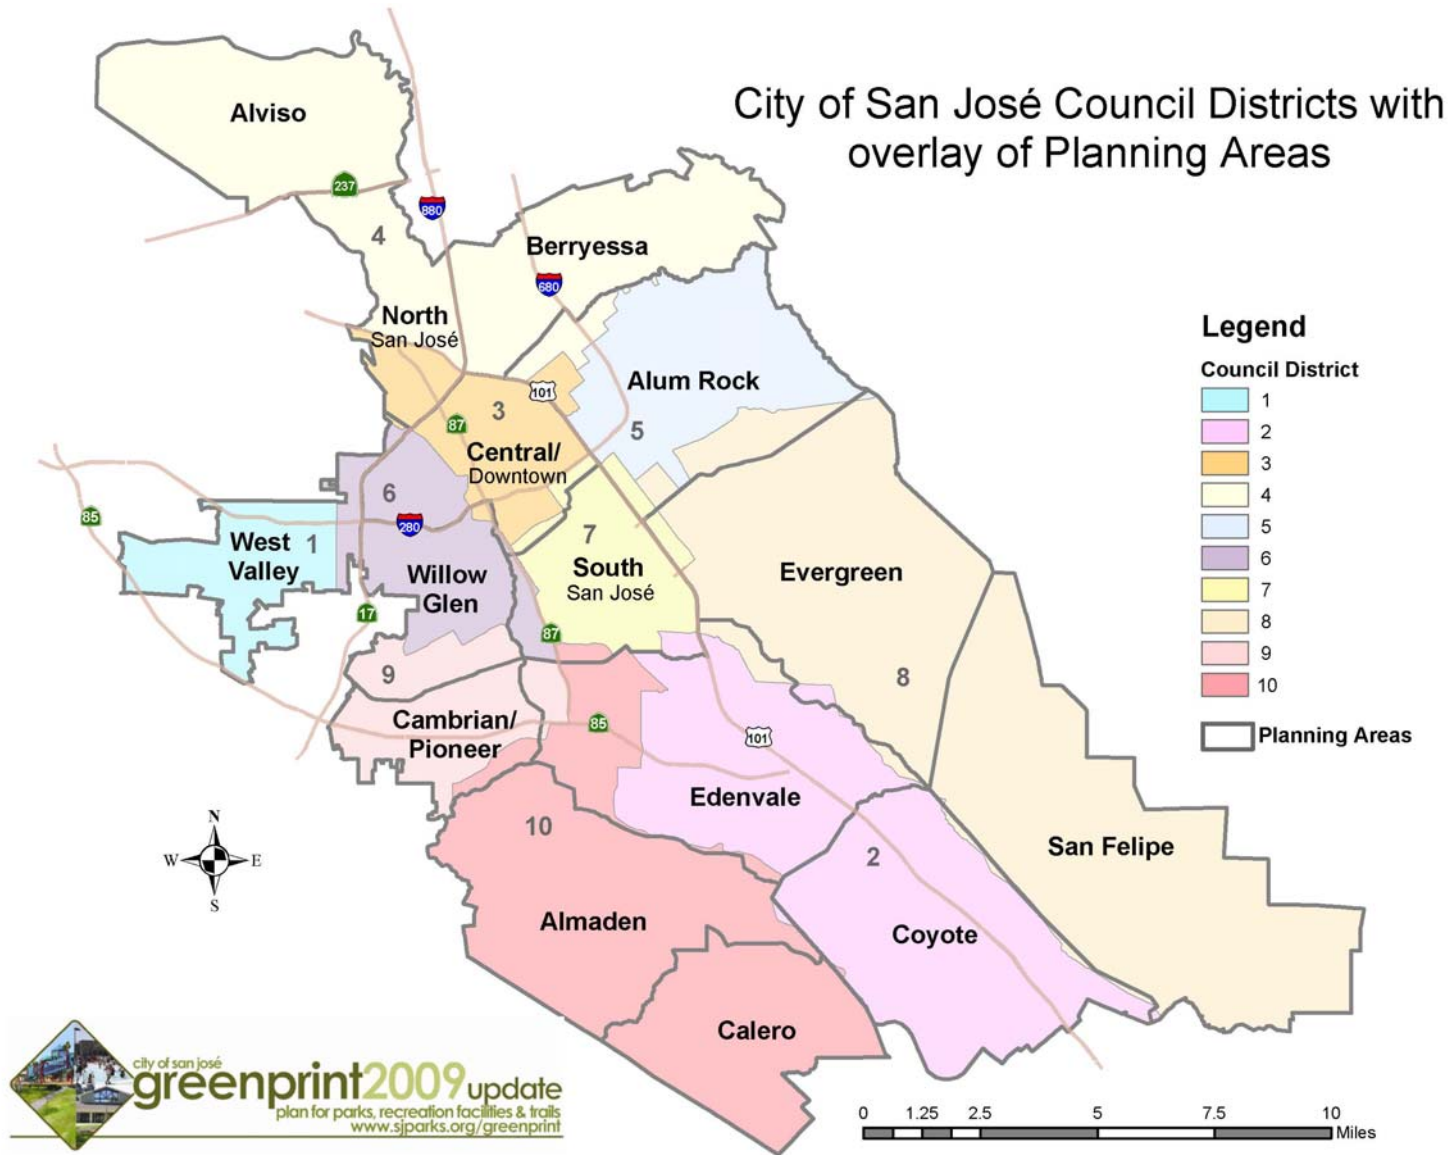 City of San José Council Districts with
overlay of Planning Areas
Alviso
237
880
4
Berryessa
680
North
San José
Alum Rock
101
3
87
5
Central/
Downtown
6
85
280
West
Valley
1
7
South
San José
Willow
Glen
17
87
Evergreen
9
8
Cambrian/
Pioneer
85
101
Edenvale
10
2
San Felipe
Almaden
Coyote
Calero
Legend
Council District
1
2
3
4
5
6
7
8
9
10
Planning Areas
N
W
E
S
city of san josé
greenprint2009 update
plan for parks, recreation facilities & trails
www.sjparks.org/greenprint
0 1.25 2.5 5 7.5 10
Miles